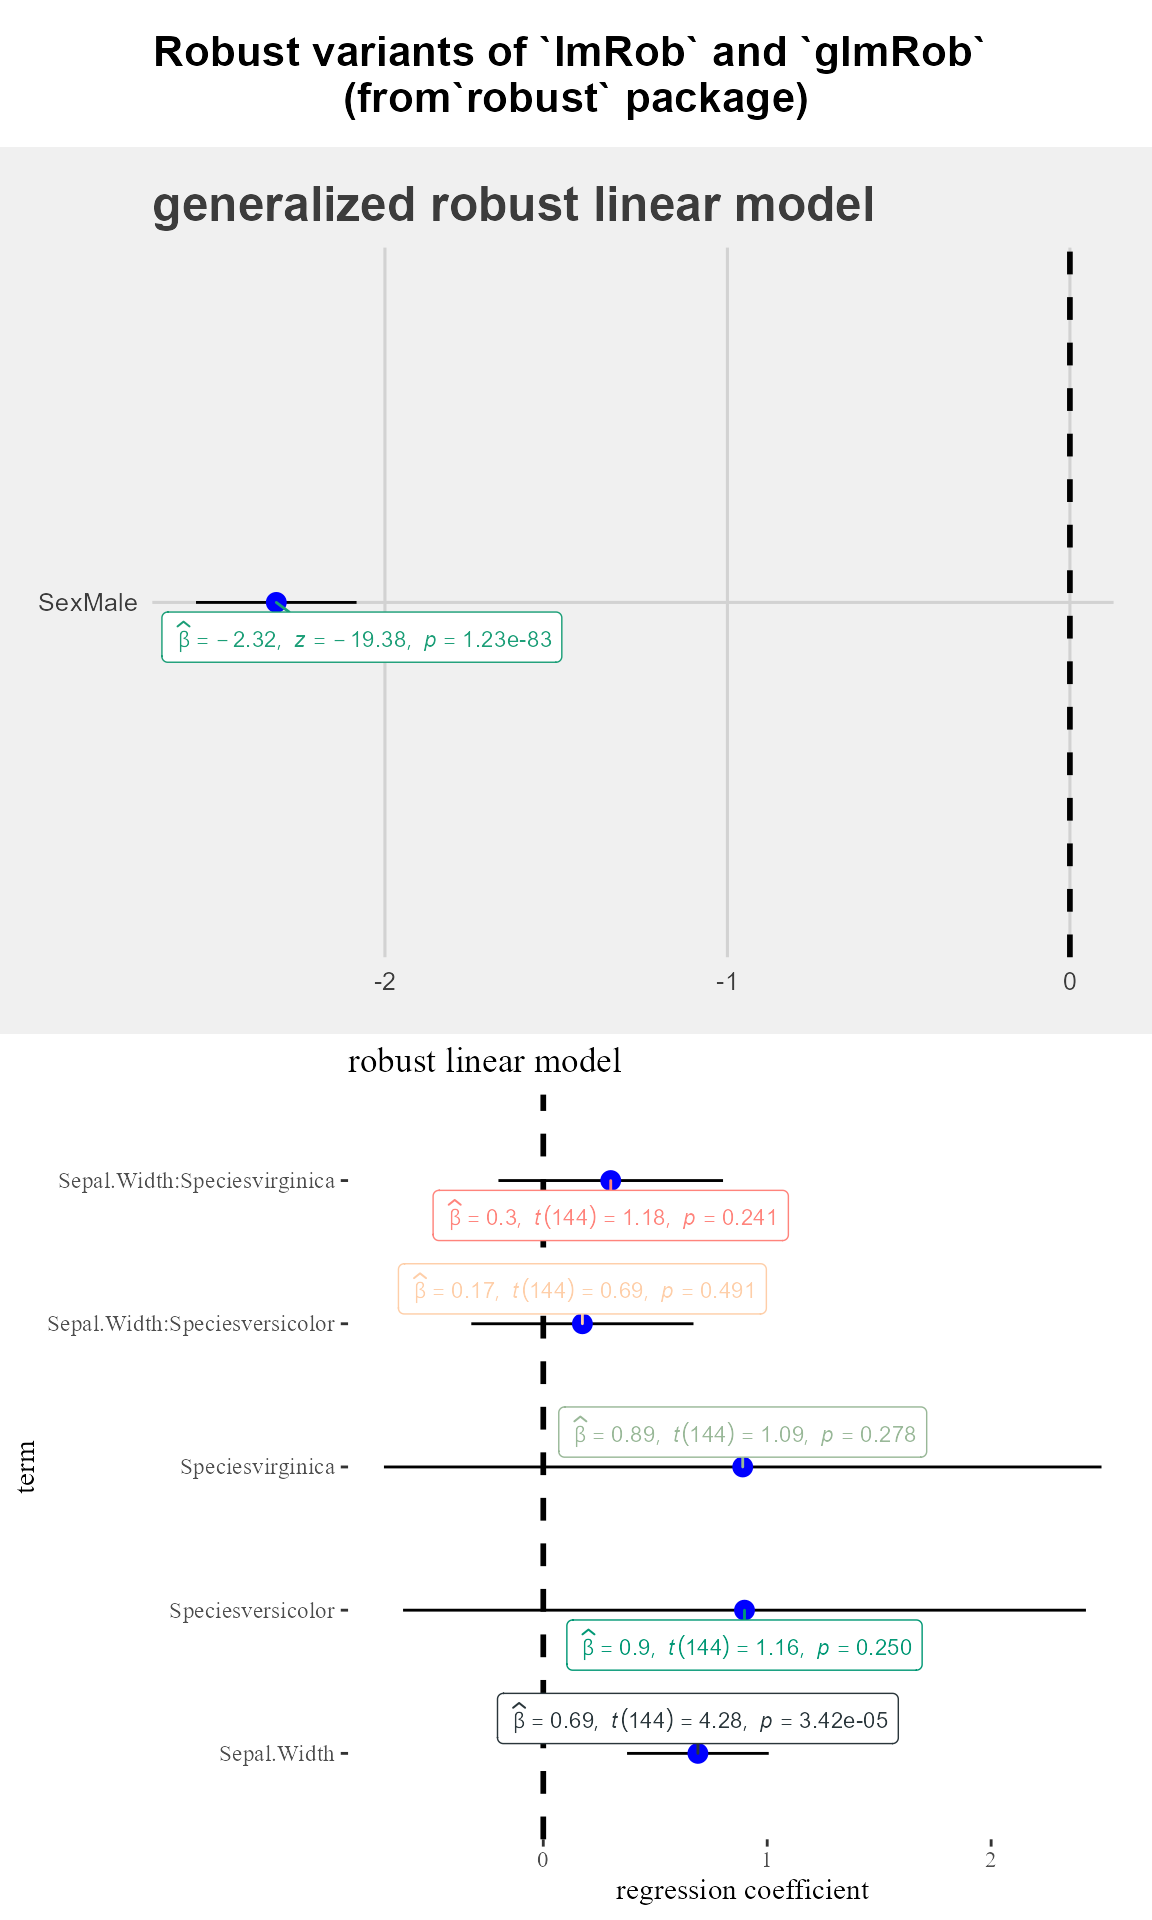 Robust variants of `lmRob` and `glmRob`
(from`robust` package)
generalized robust linear model
SexMale
β̂ = −2.32, z = −19.38, p = 1.23e-83
-2 -1 0
robust linear model
Sepal.Width:Speciesvirginica
β̂ = 0.3, t(144) = 1.18, p = 0.241
β̂ = 0.17, t(144) = 0.69, p = 0.491
Sepal.Width:Speciesversicolor
β̂ = 0.89, t(144) = 1.09, p = 0.278
Speciesvirginica
term
Speciesversicolor
β̂ = 0.9, t(144) = 1.16, p = 0.250
β̂ = 0.69, t(144) = 4.28, p = 3.42e-05
Sepal.Width
0 1 2
regression coefficient